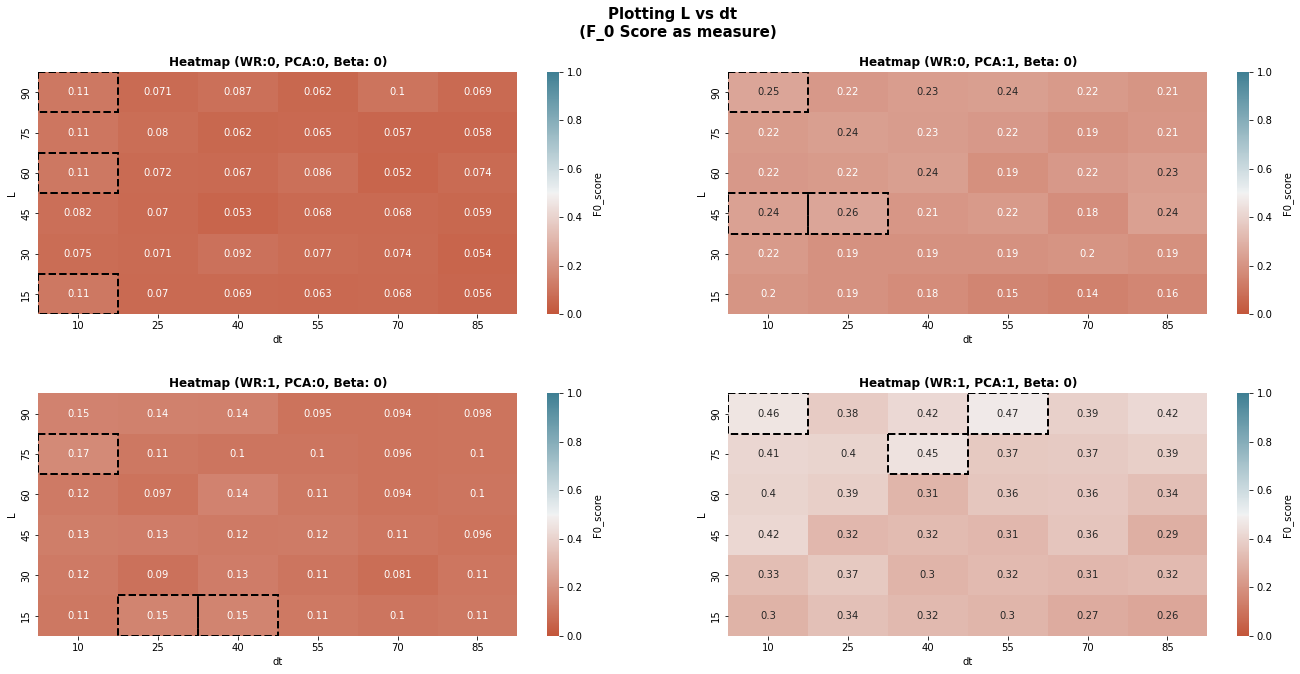 Plotting L vs dt
(F_0 Score as measure)
Heatmap (WR:0, PCA:0, Beta: 0)
90 0.11 0.071 0.087 0.062 0.1 0.069
75 0.11 0.08 0.062 0.065 0.057 0.058
60 0.11 0.072 0.067 0.086 0.052 0.074
L
45 0.082 0.07 0.053 0.068 0.068 0.059
30 0.075 0.071 0.092 0.077 0.074 0.054
15 0.11 0.07 0.069 0.063 0.068 0.056
10 25 40 55 70 85
dt
1.0
0.8
0.6
0.4
0.2
0.0
F0_score
Heatmap (WR:0, PCA:1, Beta: 0)
90 0.25 0.22 0.23 0.24 0.22 0.21
75 0.22 0.24 0.23 0.22 0.19 0.21
60 0.22 0.22 0.24 0.19 0.22 0.23
L
45 0.24 0.26 0.21 0.22 0.18 0.24
30 0.22 0.19 0.19 0.19 0.2 0.19
15 0.2 0.19 0.18 0.15 0.14 0.16
10 25 40 55 70 85
dt
1.0
0.8
0.6
0.4
0.2
0.0
F0_score
Heatmap (WR:1, PCA:0, Beta: 0)
90 0.15 0.14 0.14 0.095 0.094 0.098
75 0.17 0.11 0.1 0.1 0.096 0.1
60 0.12 0.097 0.14 0.11 0.094 0.1
L
45 0.13 0.13 0.12 0.12 0.11 0.096
30 0.12 0.09 0.13 0.11 0.081 0.11
15 0.11 0.15 0.15 0.11 0.1 0.11
10 25 40 55 70 85
dt
1.0
0.8
0.6
0.4
0.2
0.0
F0_score
Heatmap (WR:1, PCA:1, Beta: 0)
90 0.46 0.38 0.42 0.47 0.39 0.42
75 0.41 0.4 0.45 0.37 0.37 0.39
60 0.4 0.39 0.31 0.36 0.36 0.34
L
45 0.42 0.32 0.32 0.31 0.36 0.29
30 0.33 0.37 0.3 0.32 0.31 0.32
15 0.3 0.34 0.32 0.3 0.27 0.26
10 25 40 55 70 85
dt
1.0
0.8
0.6
0.4
0.2
0.0
F0_score